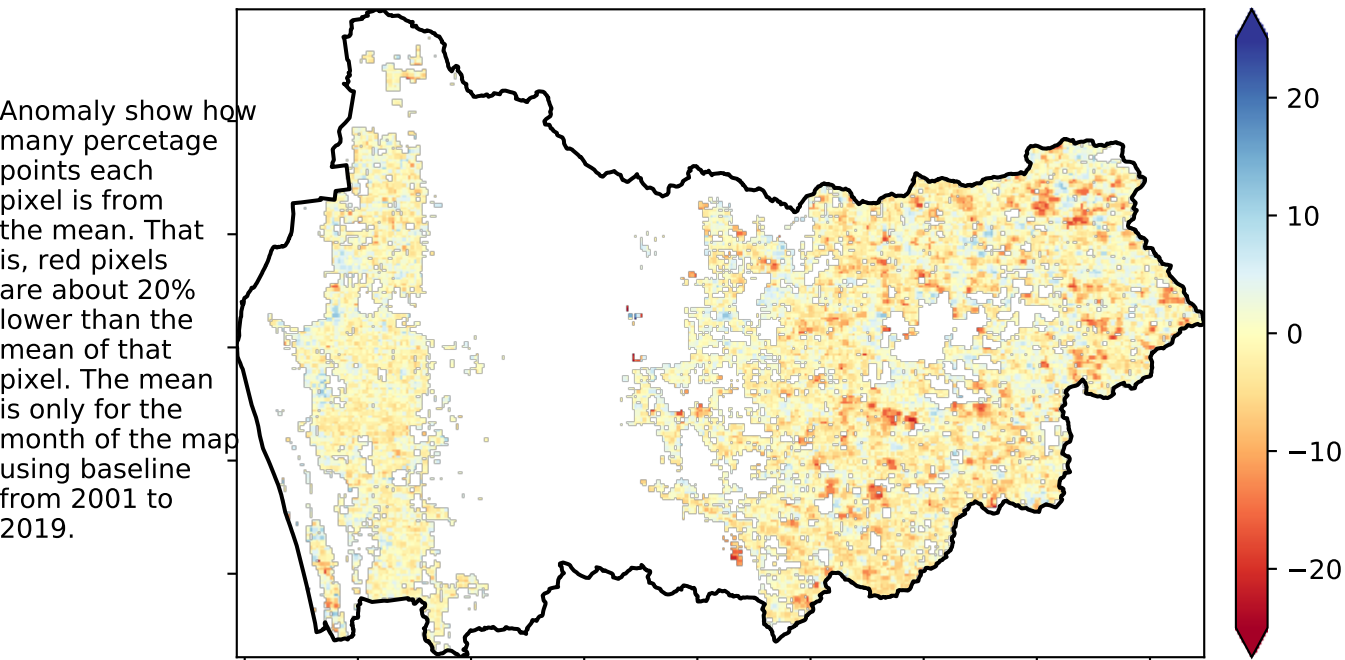 Anomaly show how
many percetage
points each
pixel is from
the mean. That
is, red pixels
are about 20%
lower than the
mean of that
pixel. The mean
is only for the
month of the map
using baseline
from 2001 to
2019.
20
10
0
−10
−20